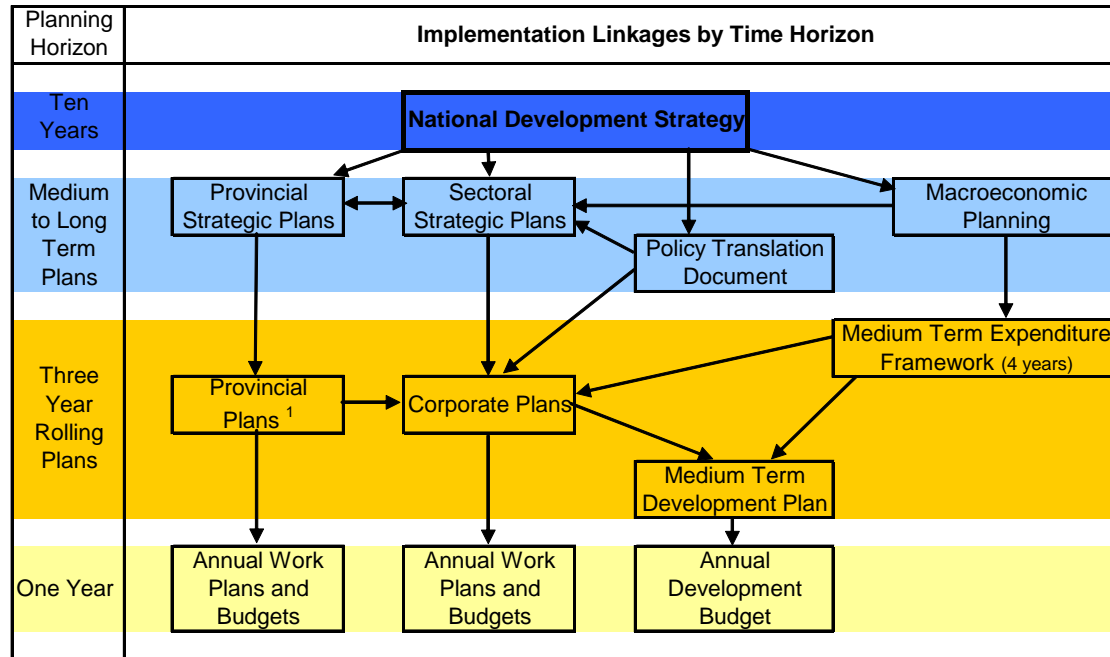 Planning
Horizon
Implementation Linkages by Time Horizon
Ten
Years
National Development Strategy
Medium
to Long
Term
Plans
Provincial
Strategic Plans
Sectoral
Strategic Plans
Macroeconomic
Planning
Policy Translation
Document
Three
Year
Rolling
Plans
Medium Term Expenditure
Framework (4 years)
Provincial
Plans 1
Corporate Plans
Medium Term
Development Plan
One Year
Annual Work
Plans and
Budgets
Annual Work
Plans and
Budgets
Annual
Development
Budget